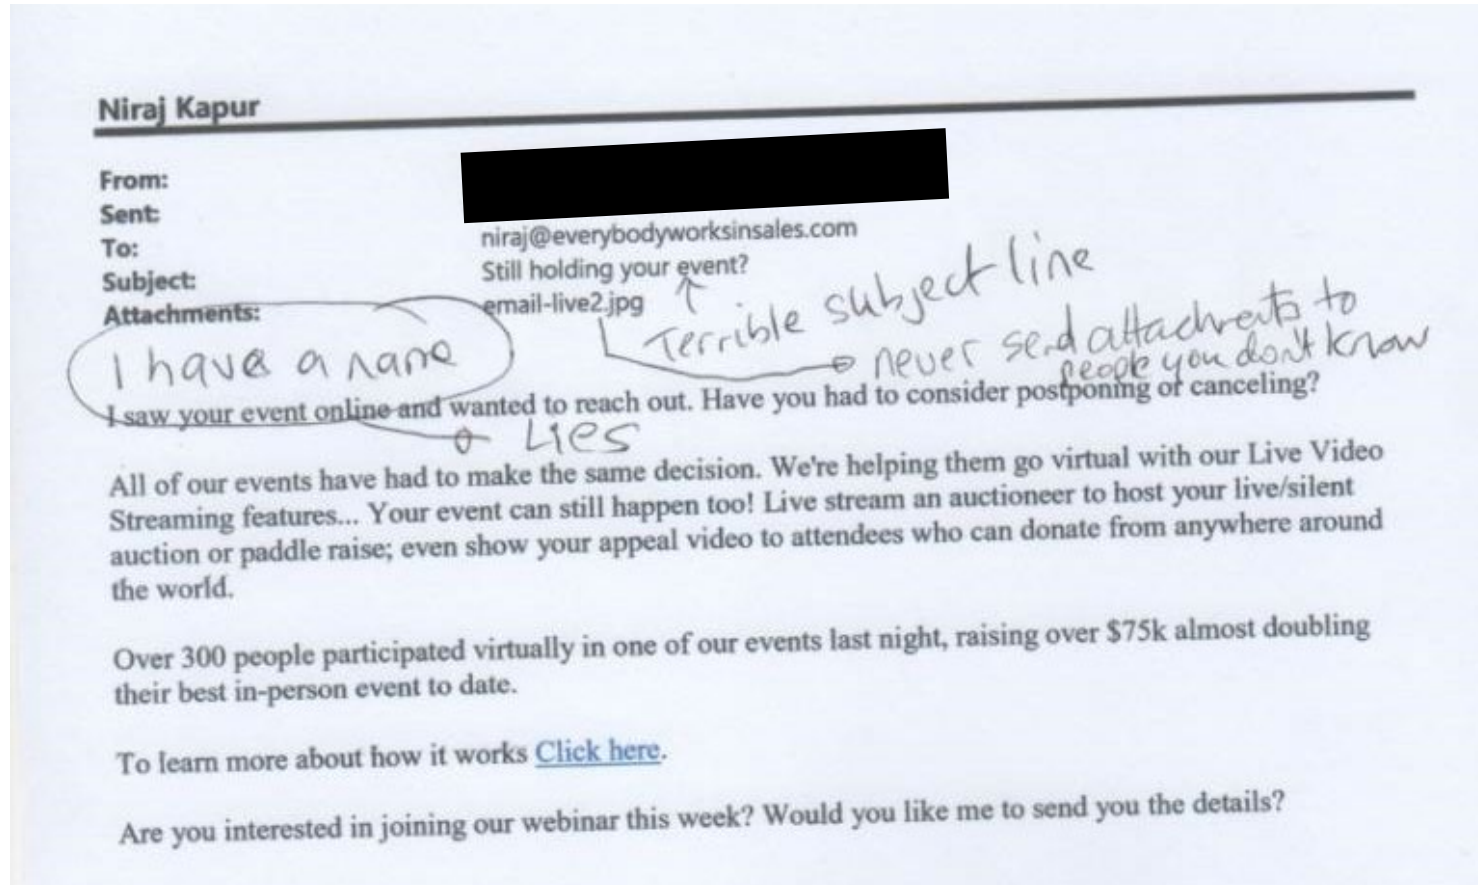 Niraj Kapur
From:
Sent:
To: niraj@everybodyworksinsales.com
Subject: Still holding your event?
Attachments: email-live2.jpg
Terrible subject line
never send attachments to
people you don't know
I have a name
I saw your event online and wanted to reach out. Have you had to consider postponing or canceling?
Lies
All of our events have had to make the same decision. We're helping them go virtual with our Live Video
Streaming features... Your event can still happen too! Live stream an auctioneer to host your live/silent
auction or paddle raise; even show your appeal video to attendees who can donate from anywhere around
the world.
Over 300 people participated virtually in one of our events last night, raising over $75k almost doubling
their best in-person event to date.
To learn more about how it works Click here.
Are you interested in joining our webinar this week? Would you like me to send you the details?